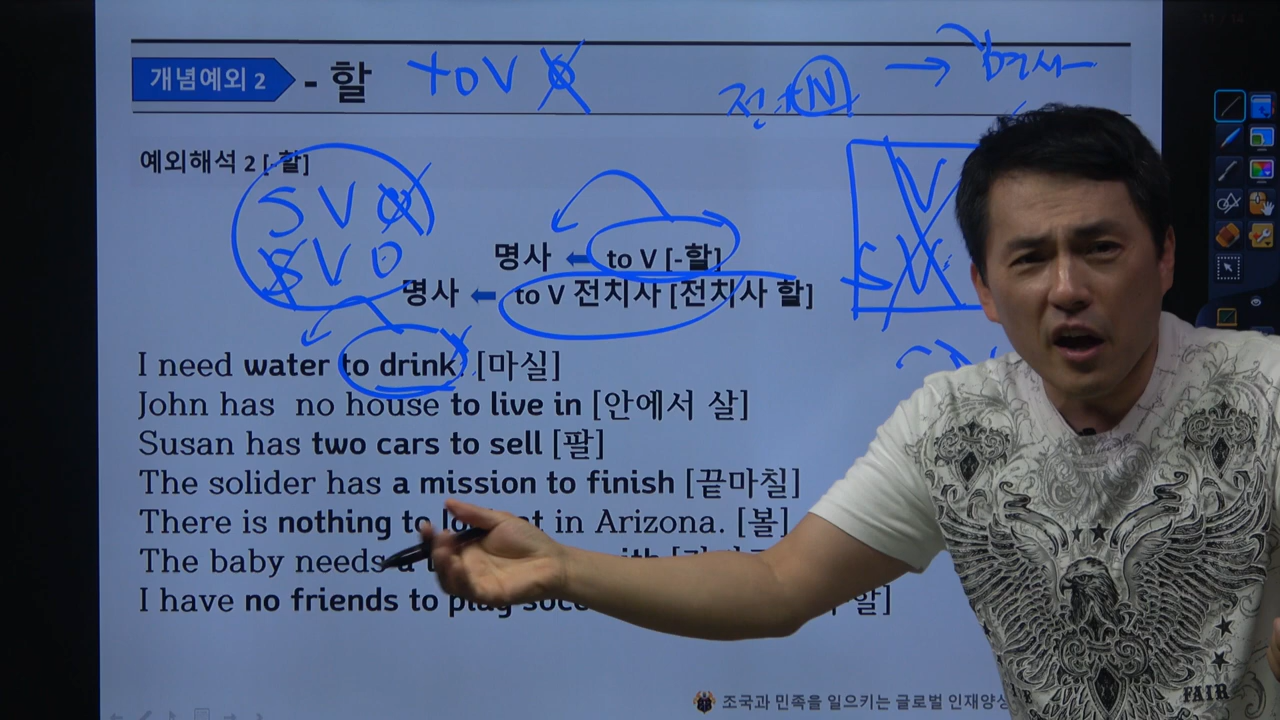 개념예외 2 - 할 to V
전치 N → 명사
예외해석 2 [-할]
S V O
S V O
명사 ← to V [-할]
명사 ← to V 전치사 [전치사 할]
I need water to drink. [마실]
John has no house to live in [안에서 살]
Susan has two cars to sell [팔]
The solider has a mission to finish [끝마칠]
There is nothing to look at in Arizona. [볼]
The baby needs a
I have no friends to play 할]
조국과 민족을 일으키는 글로벌 인재양성
FAIR